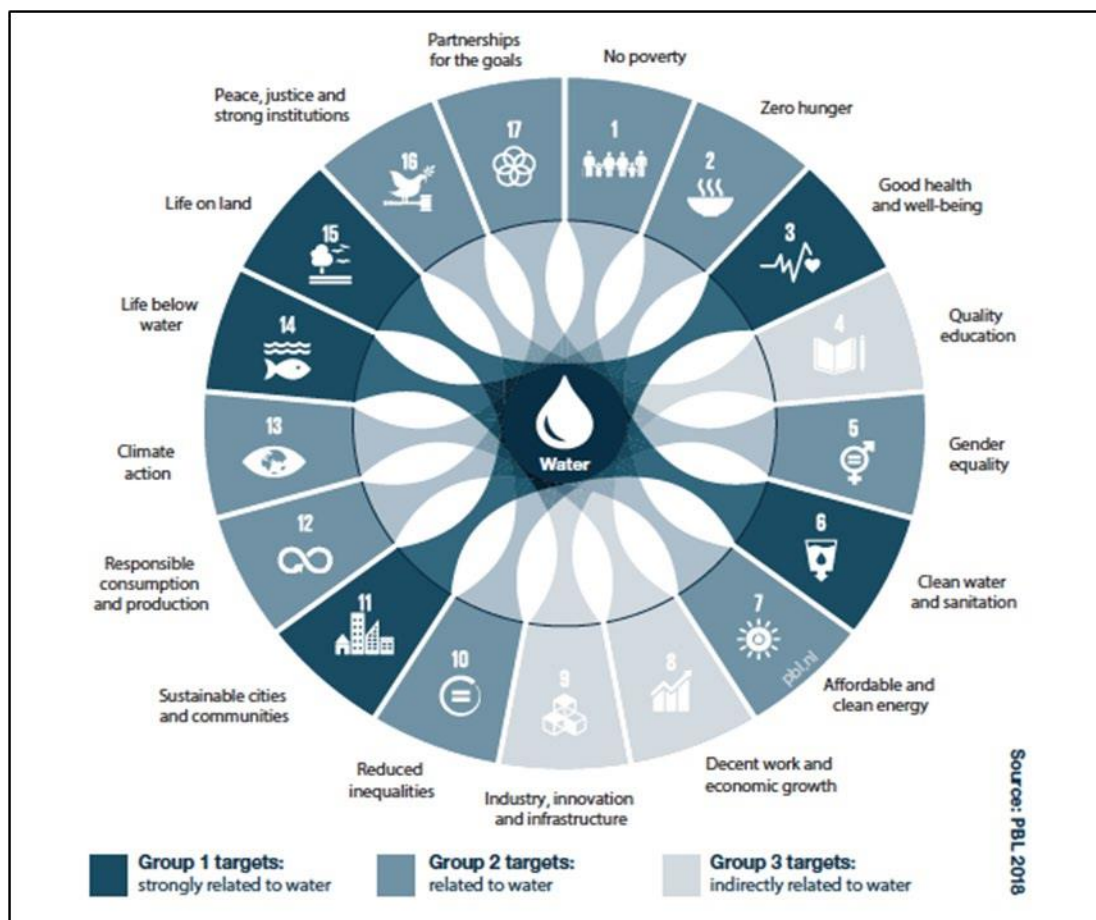 Partnerships
for the goals
17
No poverty
1
Zero hunger
2
Good health
and well-being
3
Quality
education
4
Gender
equality
5
Clean water
and sanitation
6
Affordable and
clean energy
7
pbl.nl
Decent work and
economic growth
8
Industry, innovation
and infrastructure
9
Reduced
inequalities
10
Sustainable cities
and communities
11
Responsible
consumption
and production
12
Climate
action
13
Life below
water
14
Life on land
15
Peace, justice and
strong institutions
16
Water
Group 1 targets:
strongly related to water
Group 2 targets:
related to water
Group 3 targets:
indirectly related to water
Source: PBL 2018